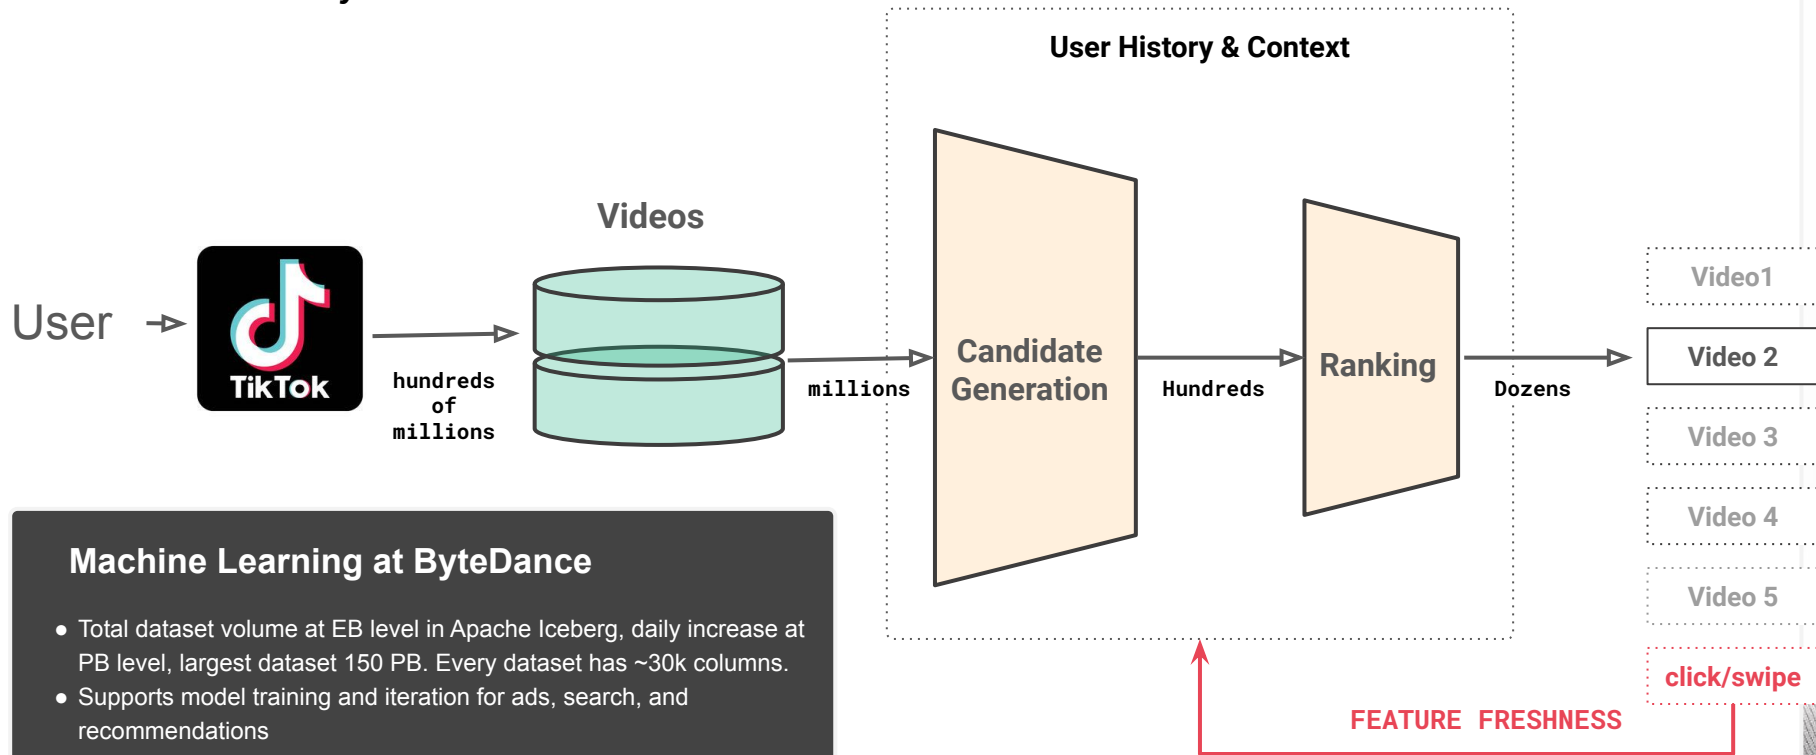 User History & Context
Videos
User
TikTok
hundreds
of
millions
millions
Candidate
Generation
Hundreds
Ranking
Dozens
Video1
Video 2
Video 3
Video 4
Video 5
click/swipe
FEATURE FRESHNESS
Machine Learning at ByteDance
● Total dataset volume at EB level in Apache Iceberg, daily increase at
PB level, largest dataset 150 PB. Every dataset has ~30k columns.
● Supports model training and iteration for ads, search, and
recommendations